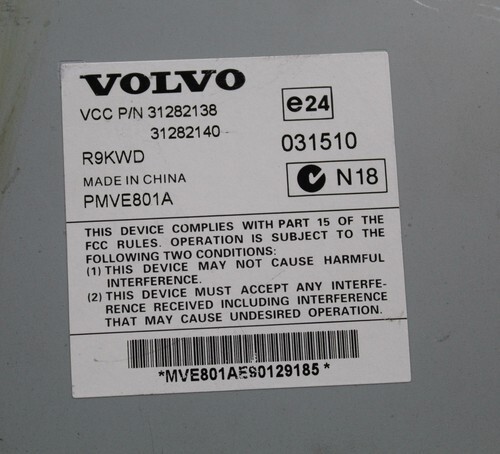 VOLVO
VCC P/N 31282138
31282140
e24
031510
R9KWD
MADE IN CHINA
PMVE801A
N18
THIS DEVICE COMPLIES WITH PART 15 OF THE
FCC RULES. OPERATION IS SUBJECT TO THE
FOLLOWING TWO CONDITIONS:
(1) THIS DEVICE MAY NOT CAUSE HARMFUL
INTERFERENCE.
(2) THIS DEVICE MUST ACCEPT ANY INTERFE-
RENCE RECEIVED INCLUDING INTERFERENCE
THAT MAY CAUSE UNDESIRED OPERATION.
*MVE801AE90129185*